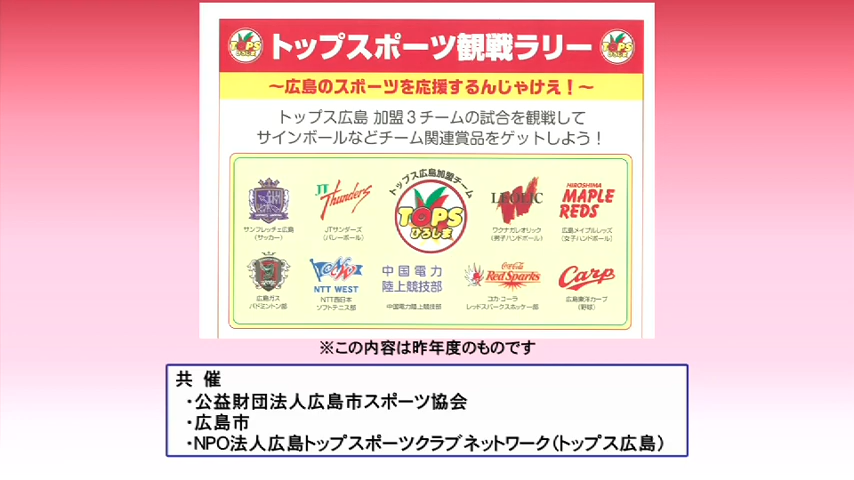 トップスポーツ観戦ラリー
TOPS
ひろしま
TOPS
ひろしま
～広島のスポーツを応援するんじゃけえ！～
トップス広島 加盟3チームの試合を観戦して
サインボールなどチーム関連賞品をゲットしよう！
トップス広島加盟チーム
TOPS
ひろしま
サンフレッチェ広島
（サッカー）
JT Thunders
JTサンダーズ
（バレーボール）
LEOLIC
ワクナガレオリック
（男子ハンドボール）
HIROSHIMA
MAPLE
REDS
広島メイプルレッズ
（女子ハンドボール）
広島ガス
バドミントン部
NTT WEST
NTT西日本
ソフトテニス部
中国電力
陸上競技部
中国電力陸上競技部
Coca-Cola
Red Sparks
コカ・コーラ
レッドスパークスホッケー部
Carp
広島東洋カープ
（野球）
※この内容は昨年度のものです
共 催
・公益財団法人広島市スポーツ協会
・広島市
・NPO法人広島トップスポーツクラブネットワーク（トップス広島）